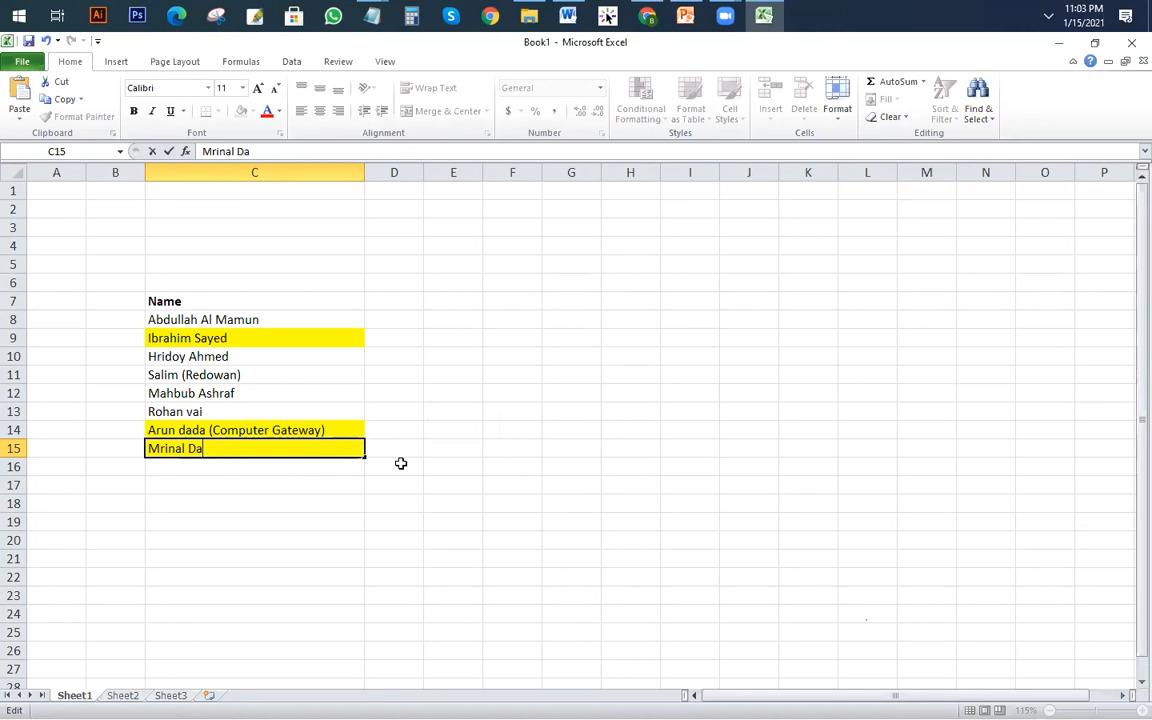 Ai
Ps
11:03 PM
1/15/2021
Book1 - Microsoft Excel
File Home Insert Page Layout Formulas Data Review View
Paste
Cut
Copy
Format Painter
Clipboard
Calibri 11 A A
B I U A
Font
Wrap Text
Merge & Center
Alignment
General
$ % ,
Number
Conditional Formatting
Format as Table
Cell Styles
Styles
Insert
Delete
Format
Cells
AutoSum
Fill
Clear
Sort & Filter
Find & Select
Editing
C15 fx Mrinal Da
A B C D E F G H I J K L M N O P
1
2
3
4
5
6
7 Name
8 Abdullah Al Mamun
9 Ibrahim Sayed
10 Hridoy Ahmed
11 Salim (Redowan)
12 Mahbub Ashraf
13 Rohan vai
14 Arun dada (Computer Gateway)
15 Mrinal Da
16
17
18
19
20
21
22
23
24
25
26
27
28
Sheet1 Sheet2 Sheet3
Edit 115%